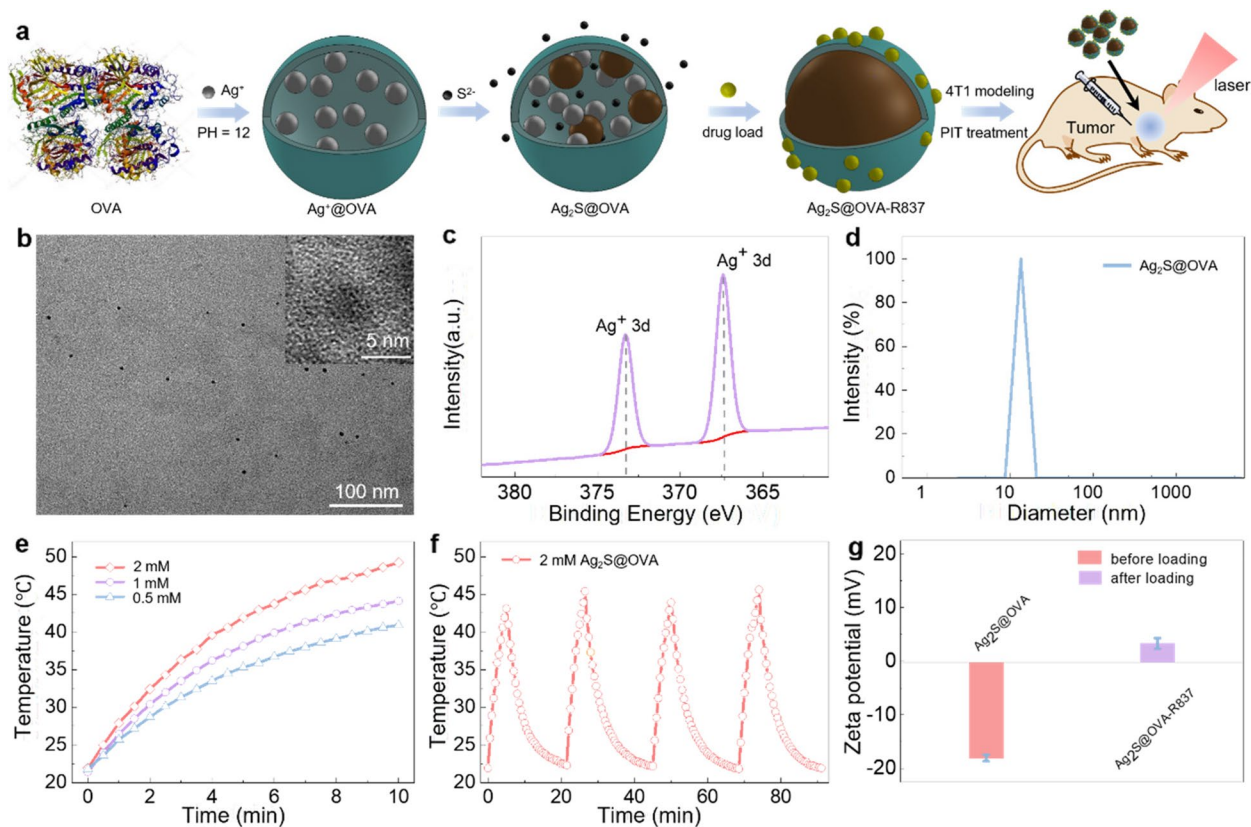 a
OVA
Ag⁺
PH = 12
Ag⁺@OVA
S²⁻
Ag₂S@OVA
drug load
Ag₂S@OVA-R837
4T1 modeling
PIT treatment
Tumor
laser
b
5 nm
100 nm
c
Intensity(a.u.)
Ag⁺ 3d
Ag⁺ 3d
380 375 370 365
Binding Energy (eV)
d
Intensity (%)
100
80
60
40
20
0
Ag₂S@OVA
1 10 100 1000
Diameter (nm)
e
Temperature (°C)
50
45
40
35
30
25
20
2 mM
1 mM
0.5 mM
0 2 4 6 8 10
Time (min)
f
Temperature (°C)
50
45
40
35
30
25
20
2 mM Ag₂S@OVA
0 20 40 60 80
Time (min)
g
Zeta potential (mV)
20
10
0
-10
-20
before loading
after loading
Ag₂S@OVA
Ag₂S@OVA-R837